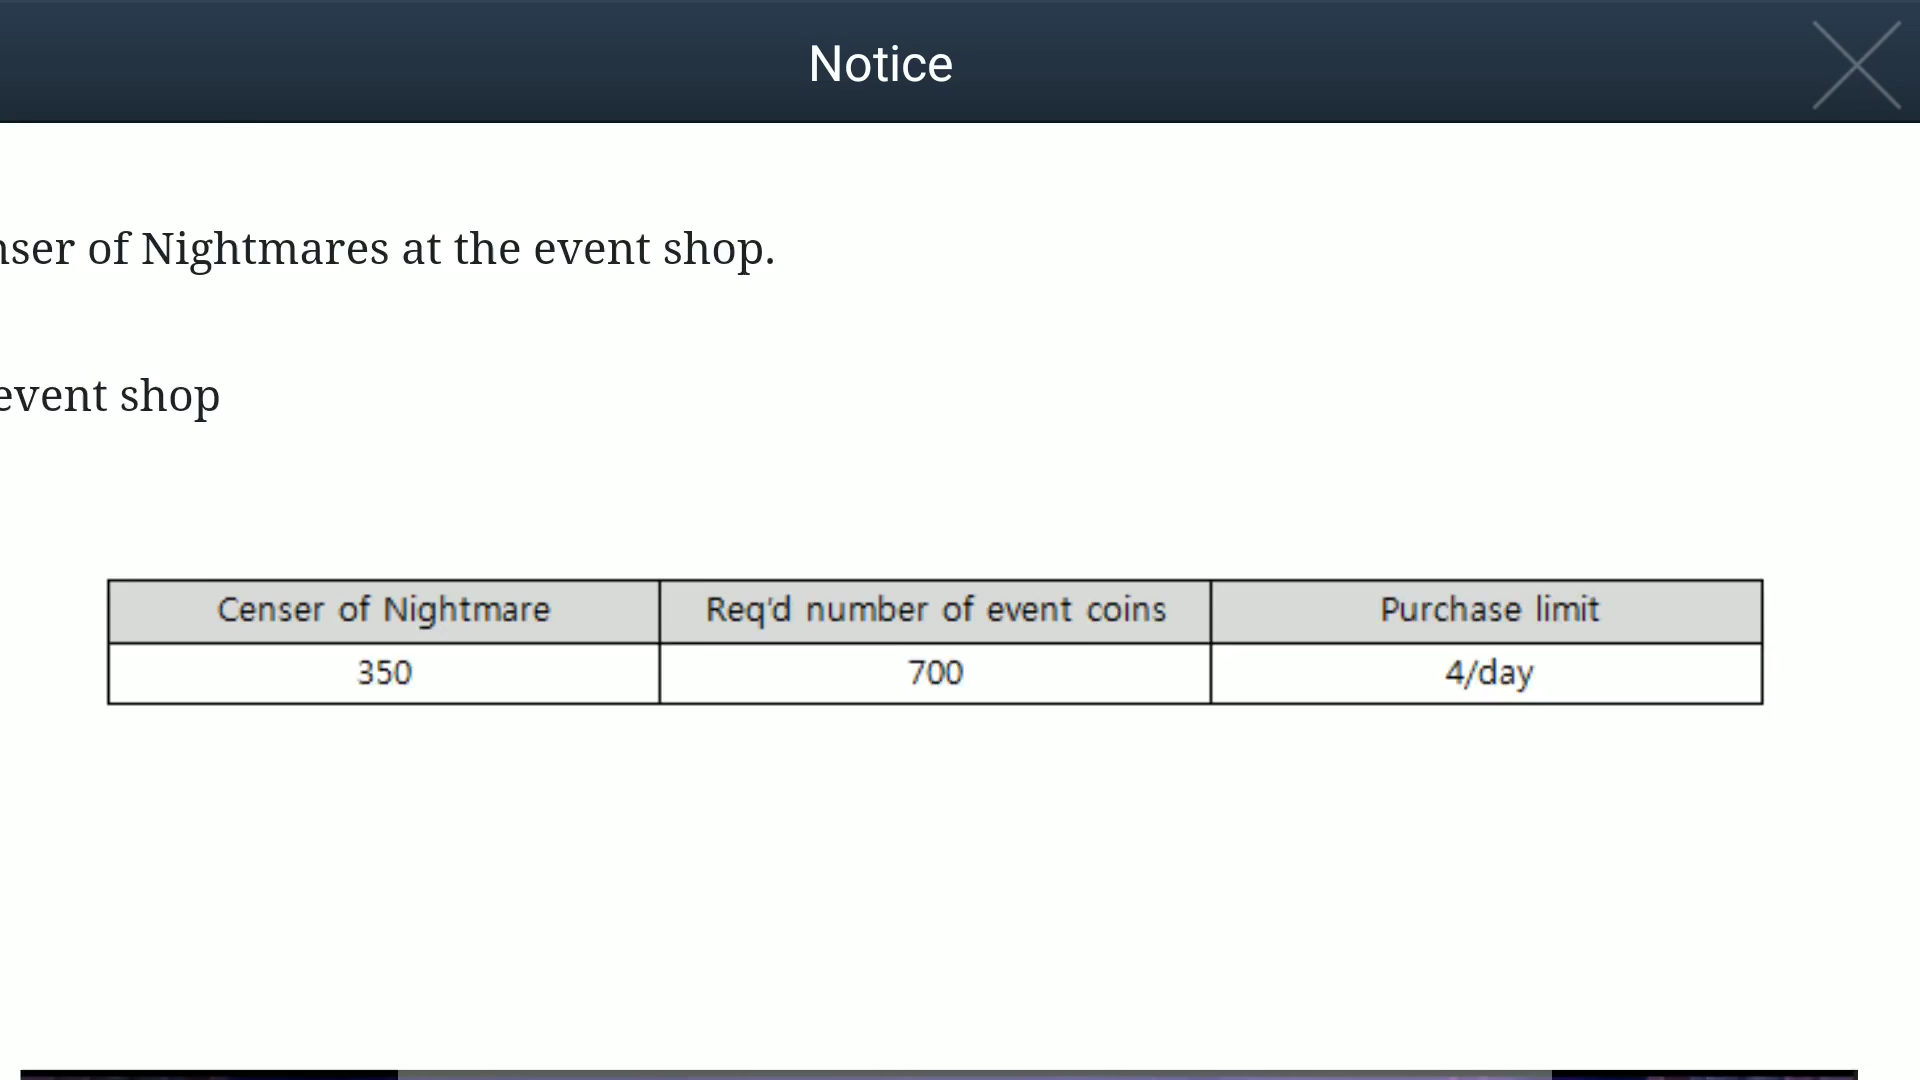 Notice
nser of Nightmares at the event shop.
event shop
Censer of Nightmare Req'd number of event coins Purchase limit
350 700 4/day